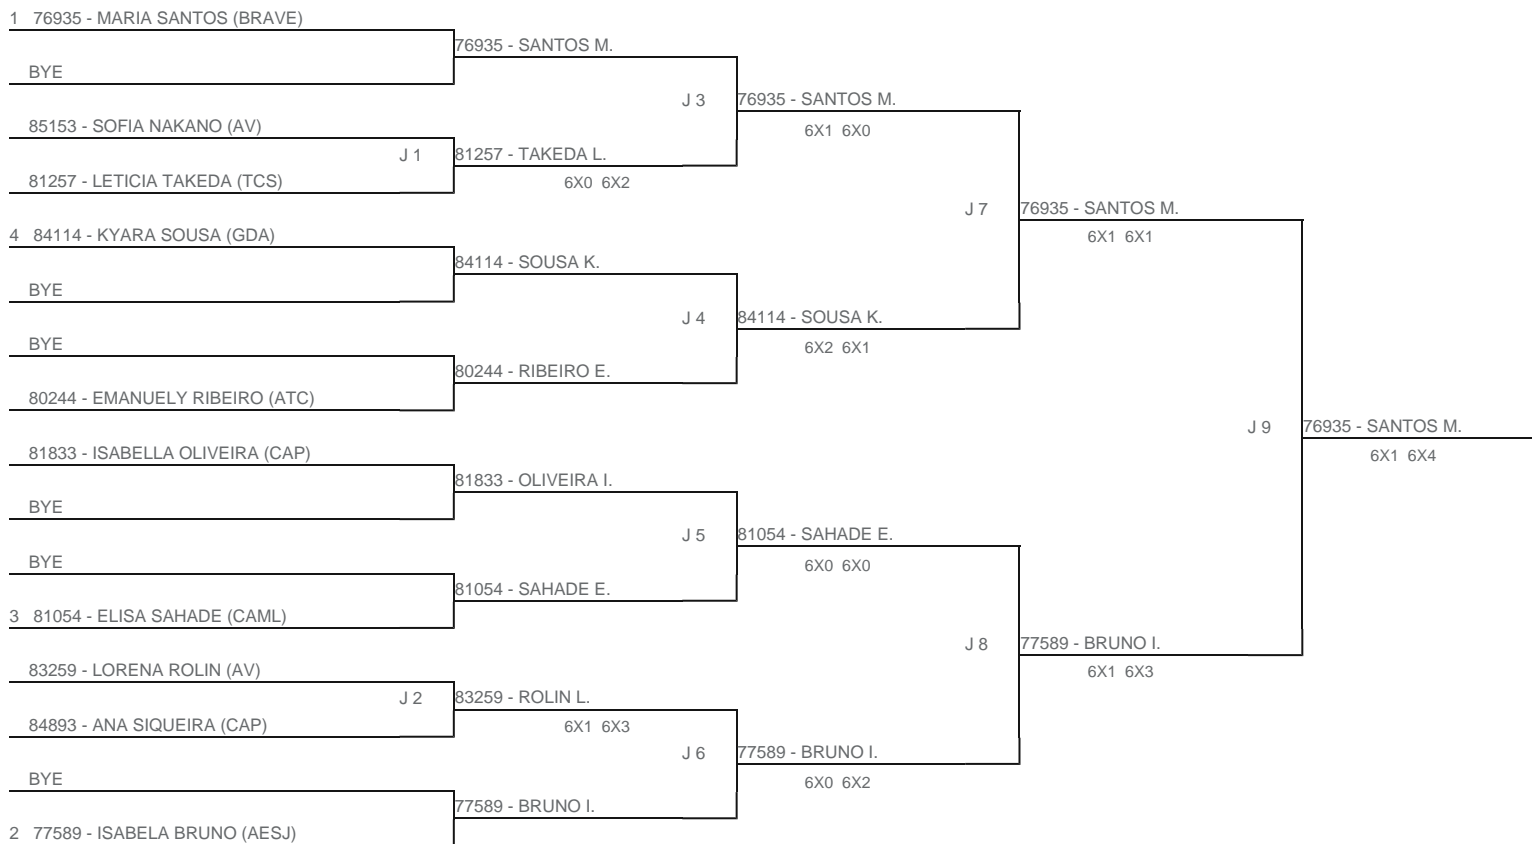 1 76935 - MARIA SANTOS (BRAVE)
76935 - SANTOS M.
BYE
J 3
76935 - SANTOS M.
6X1 6X0
85153 - SOFIA NAKANO (AV)
J 1
81257 - TAKEDA L.
6X0 6X2
81257 - LETICIA TAKEDA (TCS)
J 7
76935 - SANTOS M.
6X1 6X1
4 84114 - KYARA SOUSA (GDA)
84114 - SOUSA K.
BYE
J 4
84114 - SOUSA K.
6X2 6X1
BYE
80244 - RIBEIRO E.
80244 - EMANUELY RIBEIRO (ATC)
J 9
76935 - SANTOS M.
6X1 6X4
81833 - ISABELLA OLIVEIRA (CAP)
81833 - OLIVEIRA I.
BYE
J 5
81054 - SAHADE E.
6X0 6X0
BYE
81054 - SAHADE E.
3 81054 - ELISA SAHADE (CAML)
J 8
77589 - BRUNO I.
6X1 6X3
83259 - LORENA ROLIN (AV)
J 2
83259 - ROLIN L.
6X1 6X3
84893 - ANA SIQUEIRA (CAP)
J 6
77589 - BRUNO I.
6X0 6X2
BYE
77589 - BRUNO I.
2 77589 - ISABELA BRUNO (AESJ)